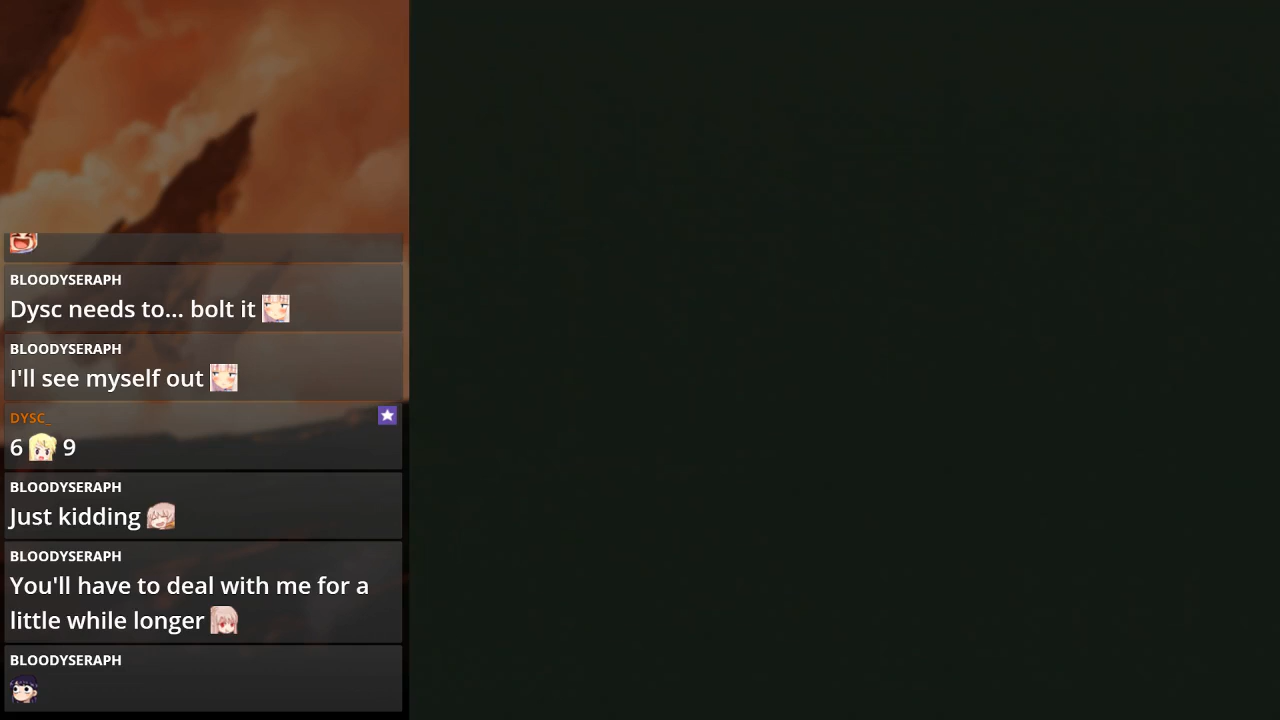 BLOODYSERAPH
Dysc needs to... bolt it
BLOODYSERAPH
I'll see myself out
DYSC_
6 9
BLOODYSERAPH
Just kidding
BLOODYSERAPH
You'll have to deal with me for a
little while longer
BLOODYSERAPH